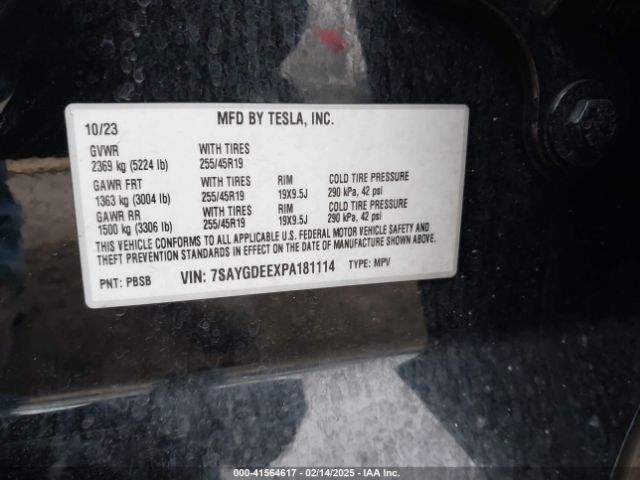 10/23 MFD BY TESLA, INC.
GVWR WITH TIRES
2369 kg (5224 lb) 255/45R19
GAWR FRT WITH TIRES RIM COLD TIRE PRESSURE
1363 kg (3004 lb) 255/45R19 19X9.5J 290 kPa, 42 psi
GAWR RR WITH TIRES RIM COLD TIRE PRESSURE
1500 kg (3306 lb) 255/45R19 19X9.5J 290 kPa, 42 psi
THIS VEHICLE CONFORMS TO ALL APPLICABLE U.S. FEDERAL MOTOR VEHICLE SAFETY AND
THEFT PREVENTION STANDARDS IN EFFECT ON THE DATE OF MANUFACTURE SHOWN ABOVE.
PNT: PBSB VIN: 7SAYGDEEXPA181114 TYPE: MPV
000-41564617 - 02/14/2025 - IAA Inc.